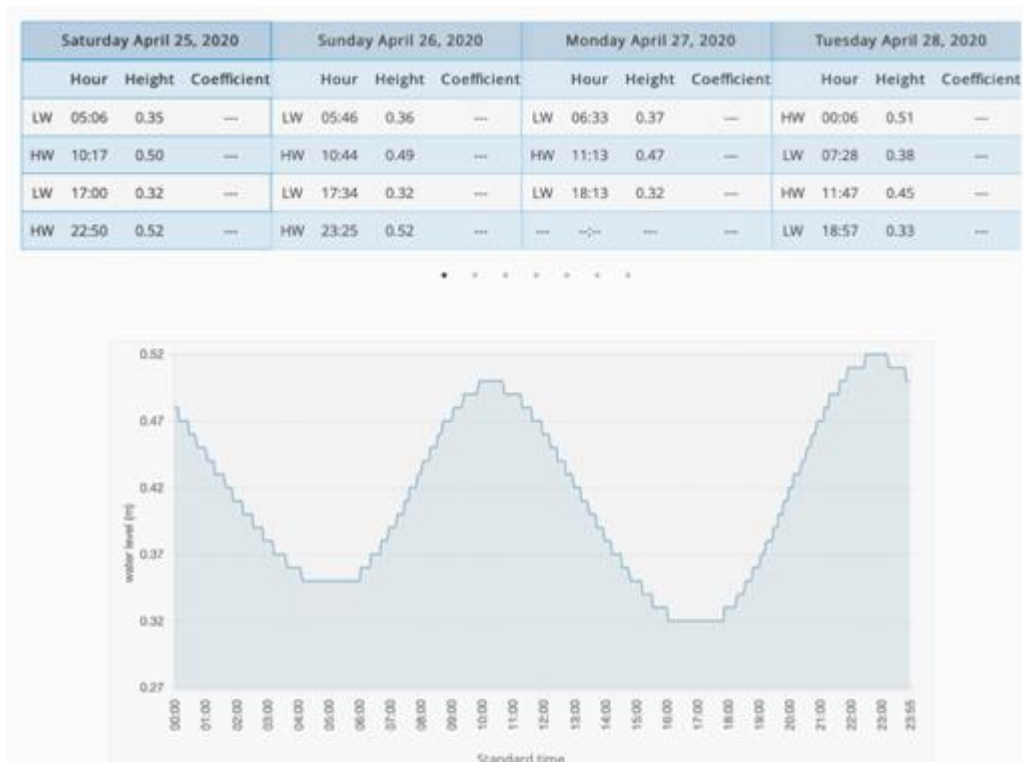 Saturday April 25, 2020 Sunday April 26, 2020 Monday April 27, 2020 Tuesday April 28, 2020
Hour Height Coefficient Hour Height Coefficient Hour Height Coefficient Hour Height Coefficient
LW 05:06 0.35 --- LW 05:46 0.36 --- LW 06:33 0.37 --- HW 00:06 0.51 ---
HW 10:17 0.50 --- HW 10:44 0.49 --- HW 11:13 0.47 --- LW 07:28 0.38 ---
LW 17:00 0.32 --- LW 17:34 0.32 --- LW 18:13 0.32 --- HW 11:47 0.45 ---
HW 22:50 0.52 --- HW 23:25 0.52 --- --- --:-- --- --- LW 18:57 0.33 ---
0.52
0.47
0.42
0.37
0.32
0.27
water level (m)
00:00 01:00 02:00 03:00 04:00 05:00 06:00 07:00 08:00 09:00 10:00 11:00 12:00 13:00 14:00 15:00 16:00 17:00 18:00 19:00 20:00 21:00 22:00 23:00 23:55
Standard time